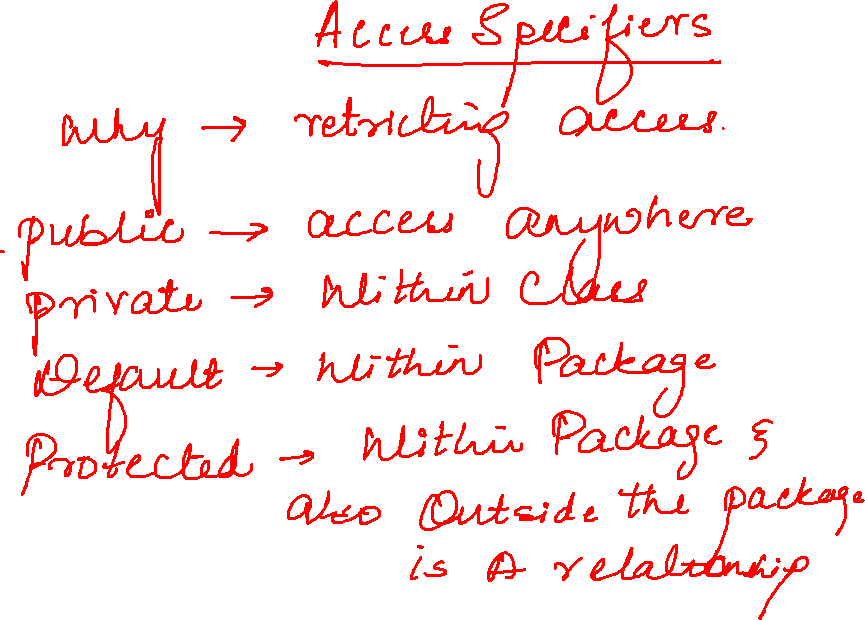 Access Specifiers
Why → retricting access.
public → access anywhere
private → Within Class
Default → Within Package
Protected → Within Package &
also Outside the package
is A relationship